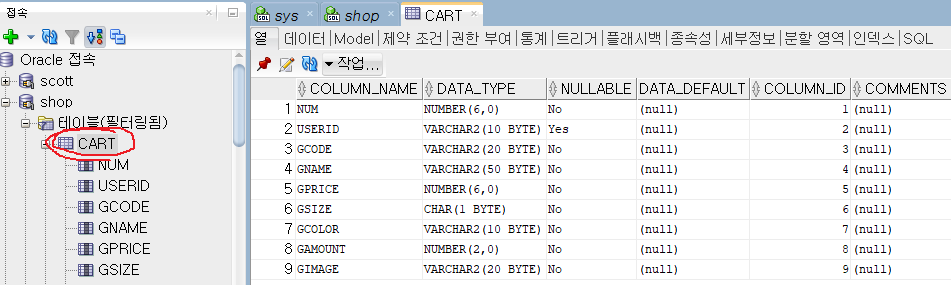 접속
sys
shop
CART
열 데이터 Model 제약 조건 권한 부여 통계 트리거 플래시백 종속성 세부정보 분할 영역 인덱스 SQL
작업...
Oracle 접속
scott
shop
테이블(필터링됨)
CART
NUM
USERID
GCODE
GNAME
GPRICE
GSIZE
COLUMN_NAME DATA_TYPE NULLABLE DATA_DEFAULT COLUMN_ID COMMENTS
1 NUM NUMBER(6,0) No (null) 1 (null)
2 USERID VARCHAR2(10 BYTE) Yes (null) 2 (null)
3 GCODE VARCHAR2(20 BYTE) No (null) 3 (null)
4 GNAME VARCHAR2(50 BYTE) No (null) 4 (null)
5 GPRICE NUMBER(6,0) No (null) 5 (null)
6 GSIZE CHAR(1 BYTE) No (null) 6 (null)
7 GCOLOR VARCHAR2(10 BYTE) No (null) 7 (null)
8 GAMOUNT NUMBER(2,0) No (null) 8 (null)
9 GIMAGE VARCHAR2(20 BYTE) No (null) 9 (null)